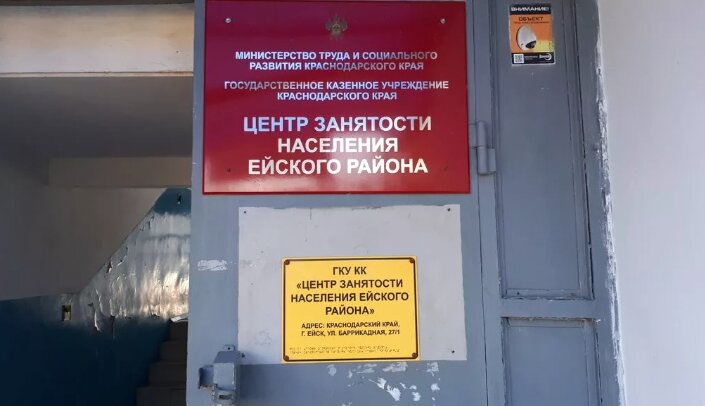 МИНИСТЕРСТВО ТРУДА И СОЦИАЛЬНОГО
РАЗВИТИЯ КРАСНОДАРСКОГО КРАЯ
ГОСУДАРСТВЕННОЕ КАЗЕННОЕ УЧРЕЖДЕНИЕ
КРАСНОДАРСКОГО КРАЯ
ЦЕНТР ЗАНЯТОСТИ
НАСЕЛЕНИЯ
ЕЙСКОГО РАЙОНА
ВНИМАНИЕ!
ОБЪЕКТ
ГКУ КК
«ЦЕНТР ЗАНЯТОСТИ
НАСЕЛЕНИЯ ЕЙСКОГО
РАЙОНА»
АДРЕС: КРАСНОДАРСКИЙ КРАЙ,
Г. ЕЙСК, УЛ. БАРРИКАДНАЯ, 27/1